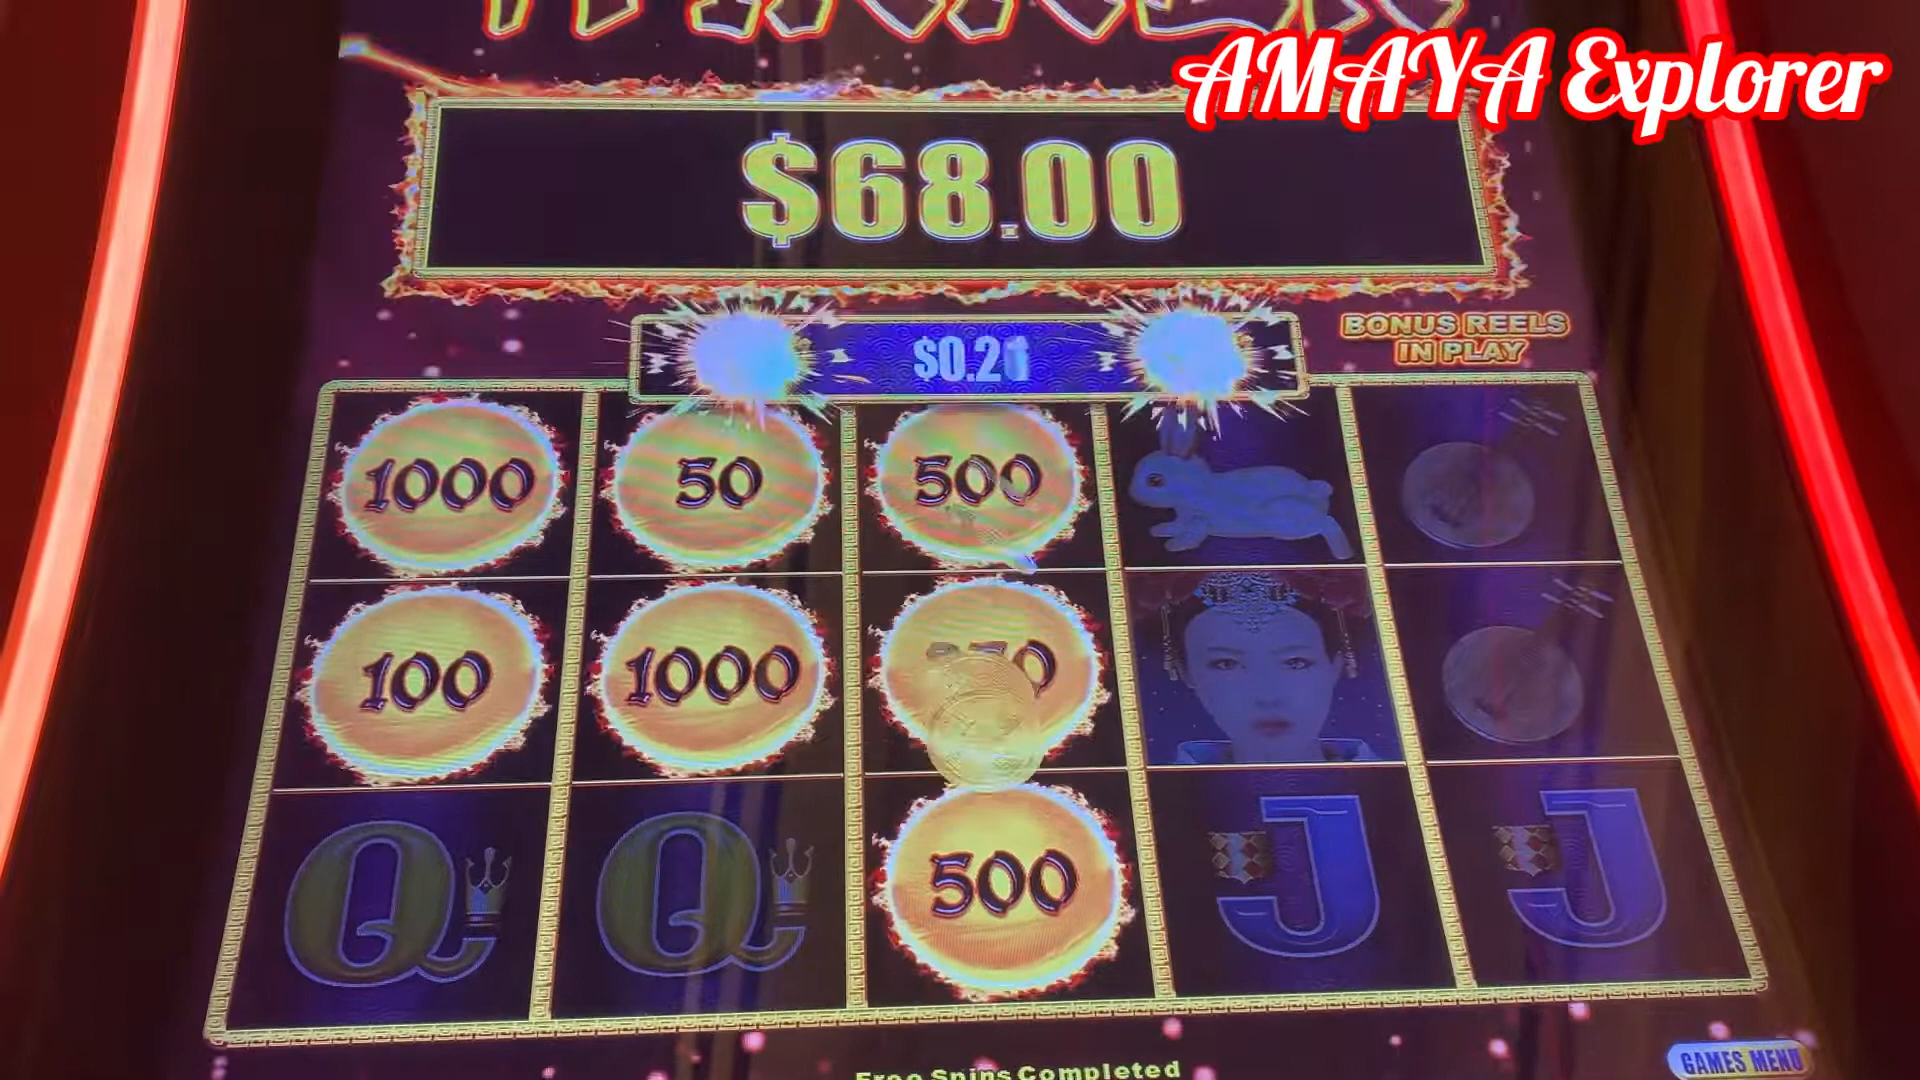 AMAYA Explorer
$68.00
BONUS REELS
IN PLAY
1000
50
500
100
1000
500
Q
Q
J
J
Free Spins Completed
GAMES MENU